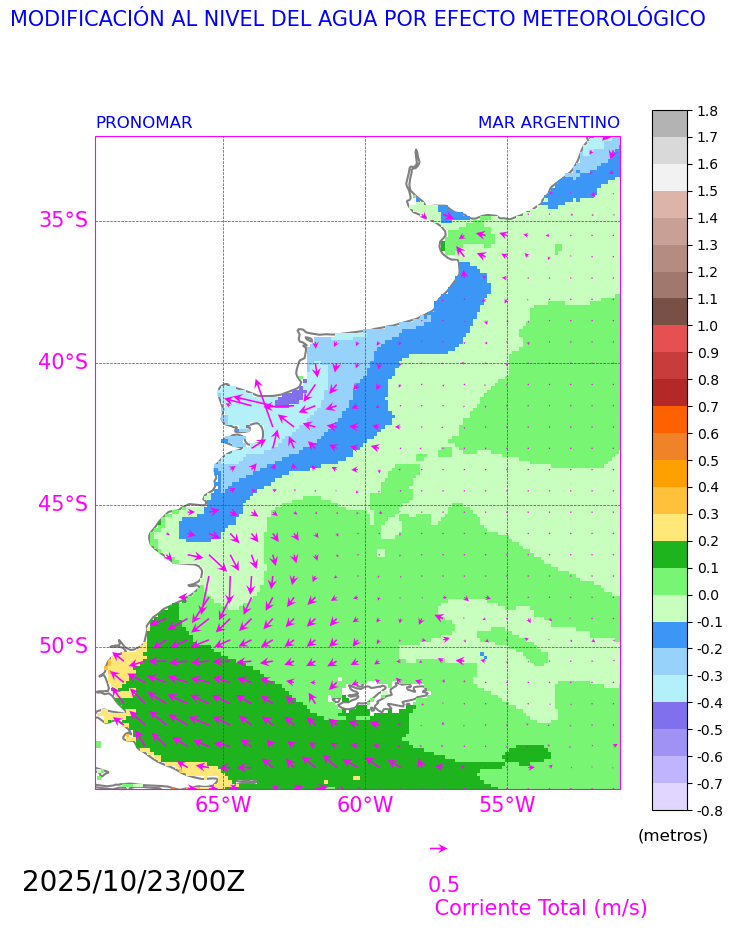 MODIFICACIÓN AL NIVEL DEL AGUA POR EFECTO METEOROLÓGICO
PRONOMAR MAR ARGENTINO
35°S
40°S
45°S
50°S
65°W 60°W 55°W
1.8
1.7
1.6
1.5
1.4
1.3
1.2
1.1
1.0
0.9
0.8
0.7
0.6
0.5
0.4
0.3
0.2
0.1
0.0
-0.1
-0.2
-0.3
-0.4
-0.5
-0.6
-0.7
-0.8
(metros)
2025/10/23/00Z
0.5
Corriente Total (m/s)